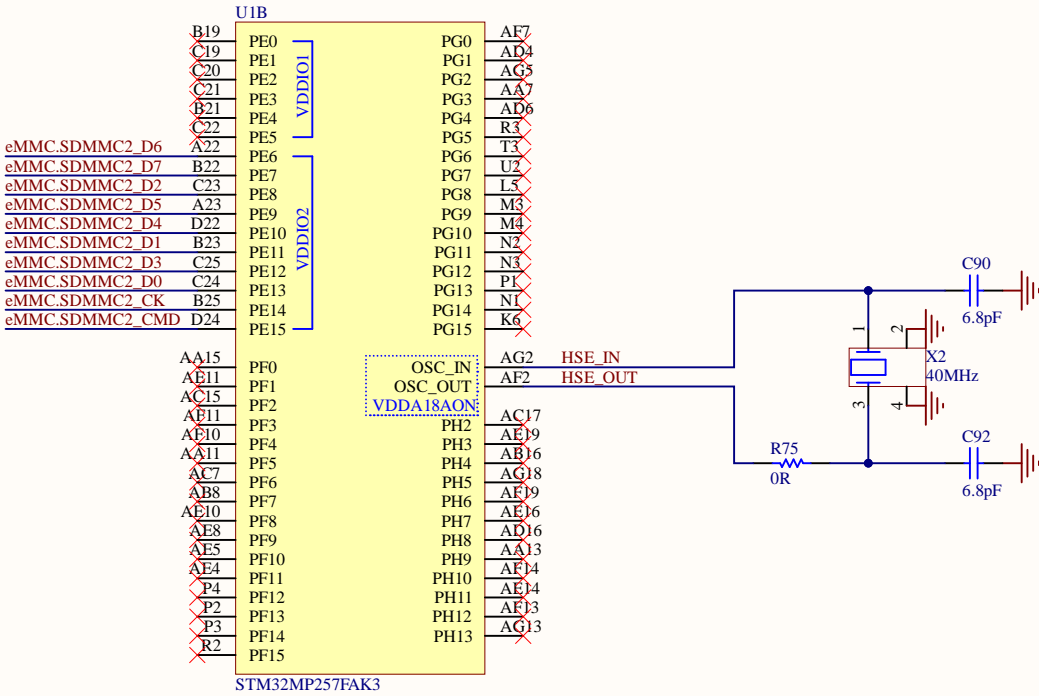 U1B
B19 PE0 PG0 AF7
C19 PE1 PG1 AD4
C20 PE2 PG2 AG5
C21 PE3 PG3 AA7
B21 PE4 PG4 AD6
C22 PE5 PG5 R3
VDDIO1
eMMC.SDMMC2_D6 A22 PE6 PG6 T3
eMMC.SDMMC2_D7 B22 PE7 PG7 U2
eMMC.SDMMC2_D2 C23 PE8 PG8 L5
eMMC.SDMMC2_D5 A23 PE9 PG9 M3
eMMC.SDMMC2_D4 D22 PE10 PG10 M4
eMMC.SDMMC2_D1 B23 PE11 PG11 N2
eMMC.SDMMC2_D3 C25 PE12 PG12 N3
eMMC.SDMMC2_D0 C24 PE13 PG13 P1
eMMC.SDMMC2_CK B25 PE14 PG14 N1
eMMC.SDMMC2_CMD D24 PE15 PG15 K6
VDDIO2
AA15 PF0 OSC_IN AG2 HSE_IN
AE11 PF1 OSC_OUT AF2 HSE_OUT
AC15 PF2 VDDA18AON
AF11 PF3 PH2 AC17
AF10 PF4 PH3 AE19
AA11 PF5 PH4 AB16
AC7 PF6 PH5 AG18
AB8 PF7 PH6 AF19
AE10 PF8 PH7 AE16
AE8 PF9 PH8 AD16
AE5 PF10 PH9 AA13
AE4 PF11 PH10 AF14
P4 PF12 PH11 AE14
P2 PF13 PH12 AF13
P3 PF14 PH13 AG13
R2 PF15
STM32MP257FAK3
C90
6.8pF
1 2
X2
40MHz
3 4
R75
0R
C92
6.8pF